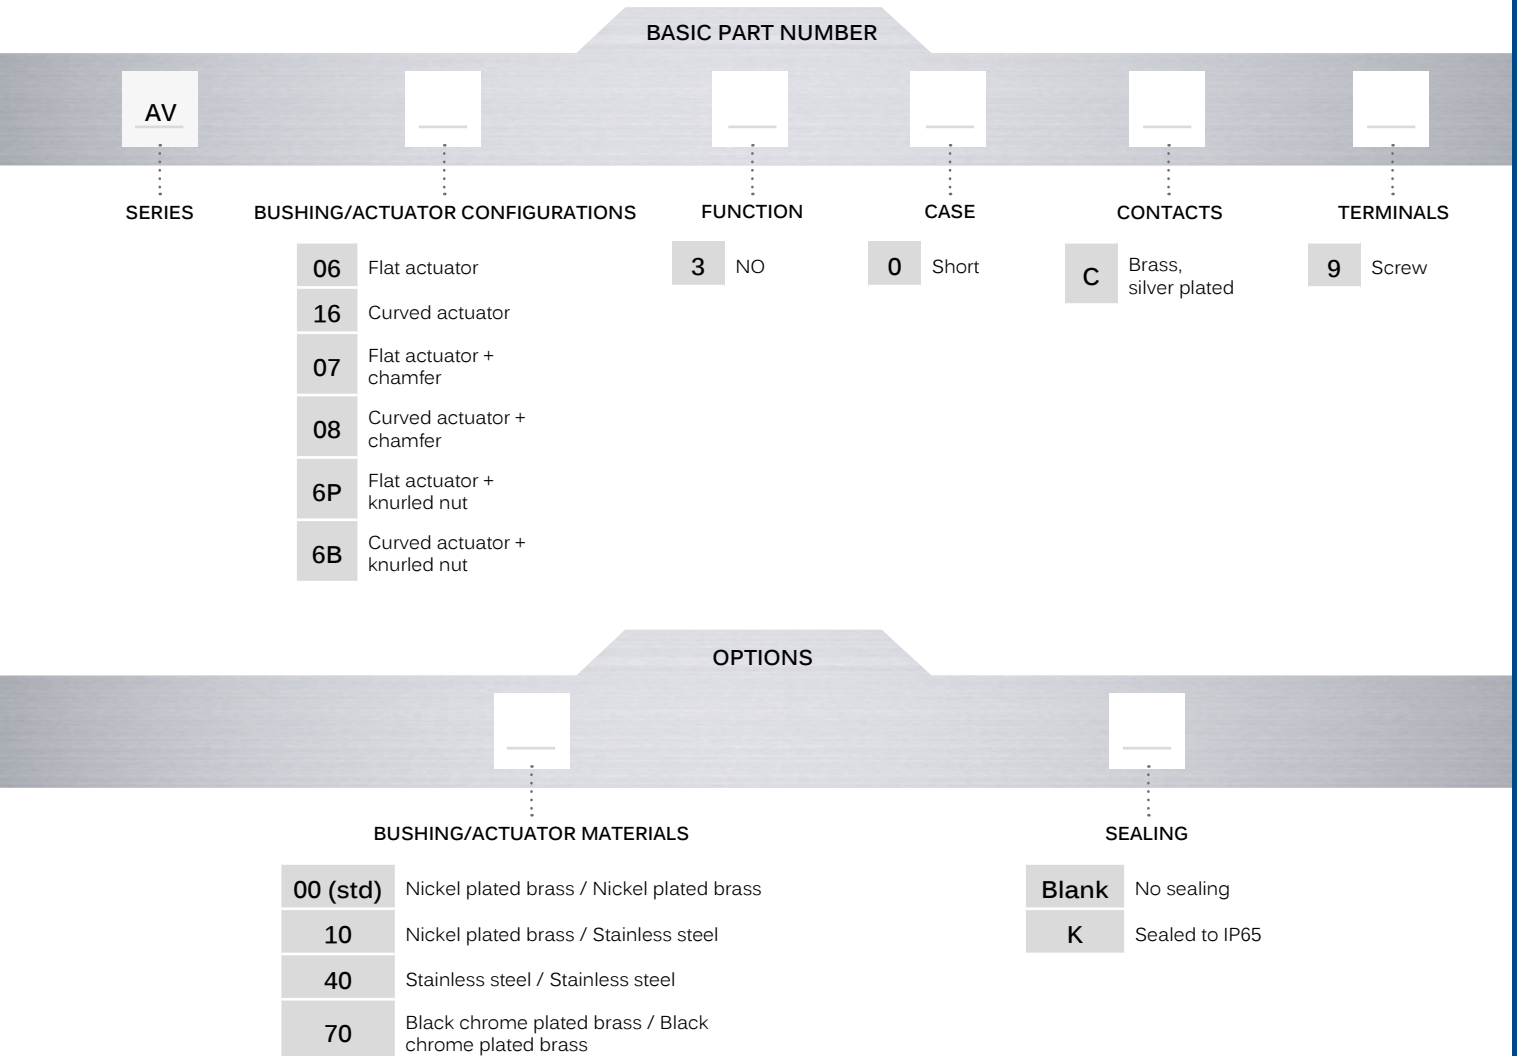 BASIC PART NUMBER
AV
SERIES
BUSHING/ACTUATOR CONFIGURATIONS
FUNCTION
CASE
CONTACTS
TERMINALS
06 Flat actuator
16 Curved actuator
07 Flat actuator +
chamfer
08 Curved actuator +
chamfer
6P Flat actuator +
knurled nut
6B Curved actuator +
knurled nut
3 NO
0 Short
C Brass,
silver plated
9 Screw
OPTIONS
BUSHING/ACTUATOR MATERIALS
00 (std) Nickel plated brass / Nickel plated brass
10 Nickel plated brass / Stainless steel
40 Stainless steel / Stainless steel
70 Black chrome plated brass / Black
chrome plated brass
SEALING
Blank No sealing
K Sealed to IP65